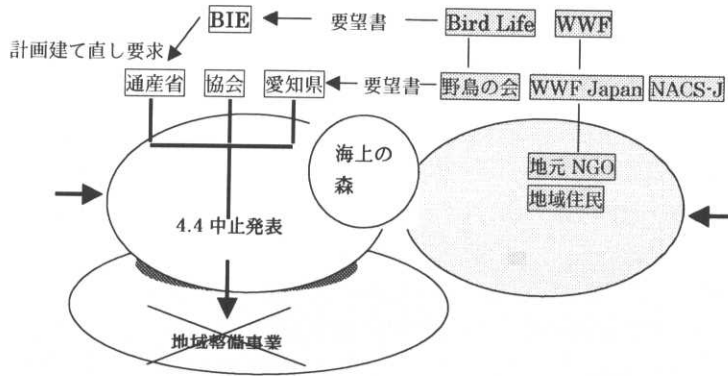 BIE 要望書 Bird Life WWF
計画建て直し要求
通産省 協会 愛知県 要望書 野鳥の会 WWF Japan NACS-J
海上の
森
地元 NGO
地域住民
4.4 中止発表
地域整備事業